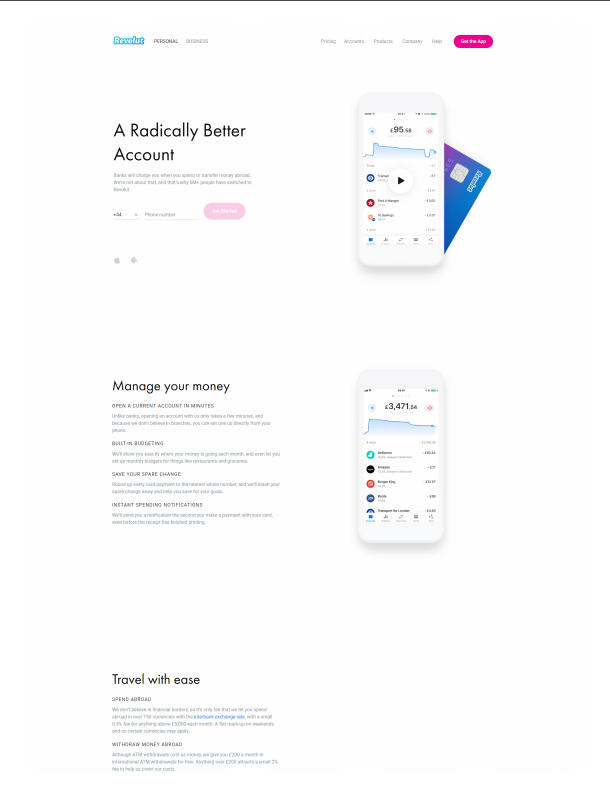 Revolut PERSONAL BUSINESS Pricing Accounts Products Company Help Get the App
A Radically Better
Account
Banks will charge you when you spend or transfer money abroad.
We're not about that, and that's why 6M+ people have switched to
Revolut.
+44 Phone number Get Started
£95.58
Today
Pret A Manger
To Savings
Revolut
Manage your money
OPEN A CURRENT ACCOUNT IN MINUTES
Unlike banks, opening an account with us only takes a few minutes, and
because we don't believe in branches, you can set one up directly from your
phone.
BUILT-IN BUDGETING
We'll show you exactly where your money is going each month, and even let you
set up monthly budgets for things like restaurants and groceries.
SAVE YOUR SPARE CHANGE
Round up every card payment to the nearest whole number, and we'll stash your
spare change away and help you save for your goals.
INSTANT SPENDING NOTIFICATIONS
We'll send you a notification the second you make a payment with your card,
even before the receipt has finished printing.
£3,471.54
Deliveroo
Amazon
Burger King
Transport for London
Travel with ease
SPEND ABROAD
We don't believe in financial borders, so it's only fair that we let you spend
abroad in over 150 currencies with the interbank exchange rate, with a small
0.5% fee for anything above £5,000 each month. A flat mark-up on weekends
and on certain currencies may apply.
WITHDRAW MONEY ABROAD
Although ATM withdrawals cost us money, we give you £200 a month in
international ATM withdrawals for free. Anything over £200 attracts a small 2%
fee to help us cover our costs.